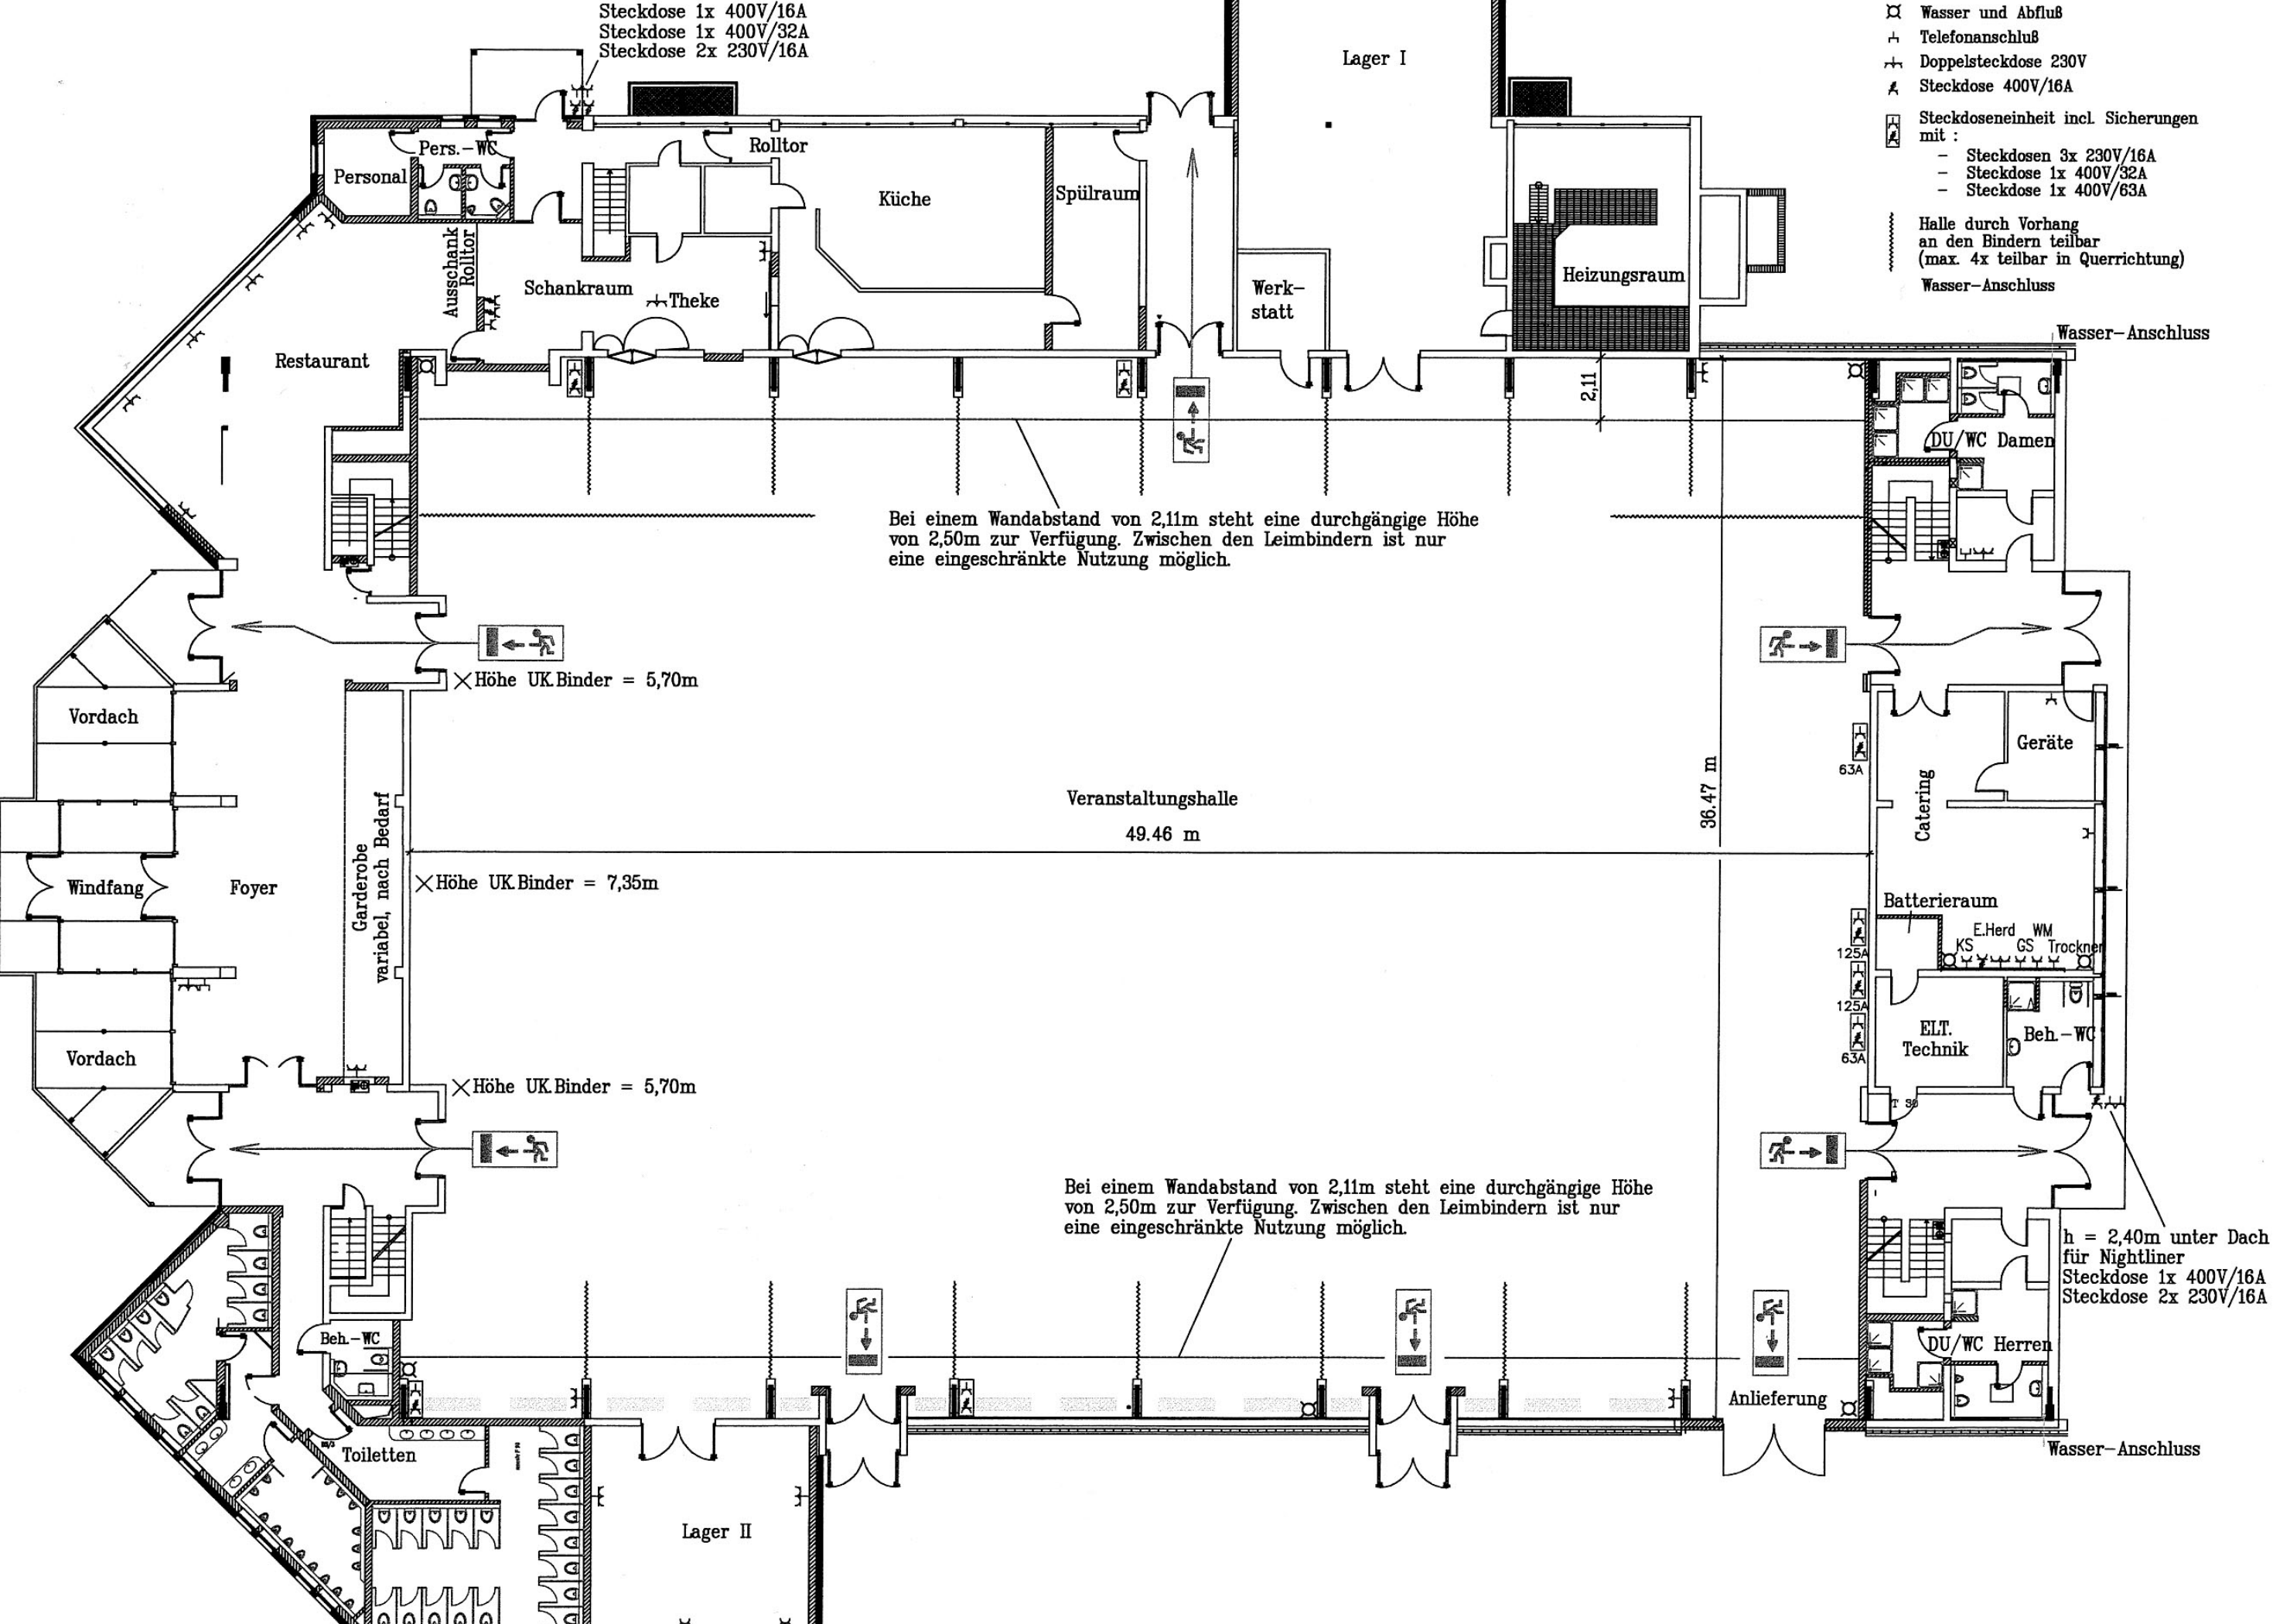 Steckdose 1x 400V/16A
Steckdose 1x 400V/32A
Steckdose 2x 230V/16A
Lager I
Wasser und Abfluß
Telefonanschluß
Doppelsteckdose 230V
Steckdose 400V/16A
Steckdoseneinheit incl. Sicherungen
mit :
- Steckdosen 3x 230V/16A
- Steckdose 1x 400V/32A
- Steckdose 1x 400V/63A
Halle durch Vorhang
an den Bindern teilbar
(max. 4x teilbar in Querrichtung)
Wasser-Anschluss
Wasser-Anschluss
Pers.-WC
Personal
Rolltor
Küche
Spülraum
Ausschank
Rolltor
Schankraum
Theke
Werk-
statt
Heizungsraum
Restaurant
2,11
DU/WC Damen
Bei einem Wandabstand von 2,11m steht eine durchgängige Höhe
von 2,50m zur Verfügung. Zwischen den Leimbindern ist nur
eine eingeschränkte Nutzung möglich.
Höhe UK.Binder = 5,70m
Vordach
Geräte
63A
Catering
36.47 m
Veranstaltungshalle
49.46 m
Garderobe
variabel, nach Bedarf
Windfang
Foyer
Höhe UK.Binder = 7,35m
Batterieraum
E.Herd WM
KS GS Trockner
125A
125A
63A
ELT.
Technik
Beh.-WC
Vordach
Höhe UK.Binder = 5,70m
T 30
Bei einem Wandabstand von 2,11m steht eine durchgängige Höhe
von 2,50m zur Verfügung. Zwischen den Leimbindern ist nur
eine eingeschränkte Nutzung möglich.
h = 2,40m unter Dach
für Nightliner
Steckdose 1x 400V/16A
Steckdose 2x 230V/16A
Beh.-WC
DU/WC Herren
Anlieferung
Wasser-Anschluss
Toiletten
Lager II